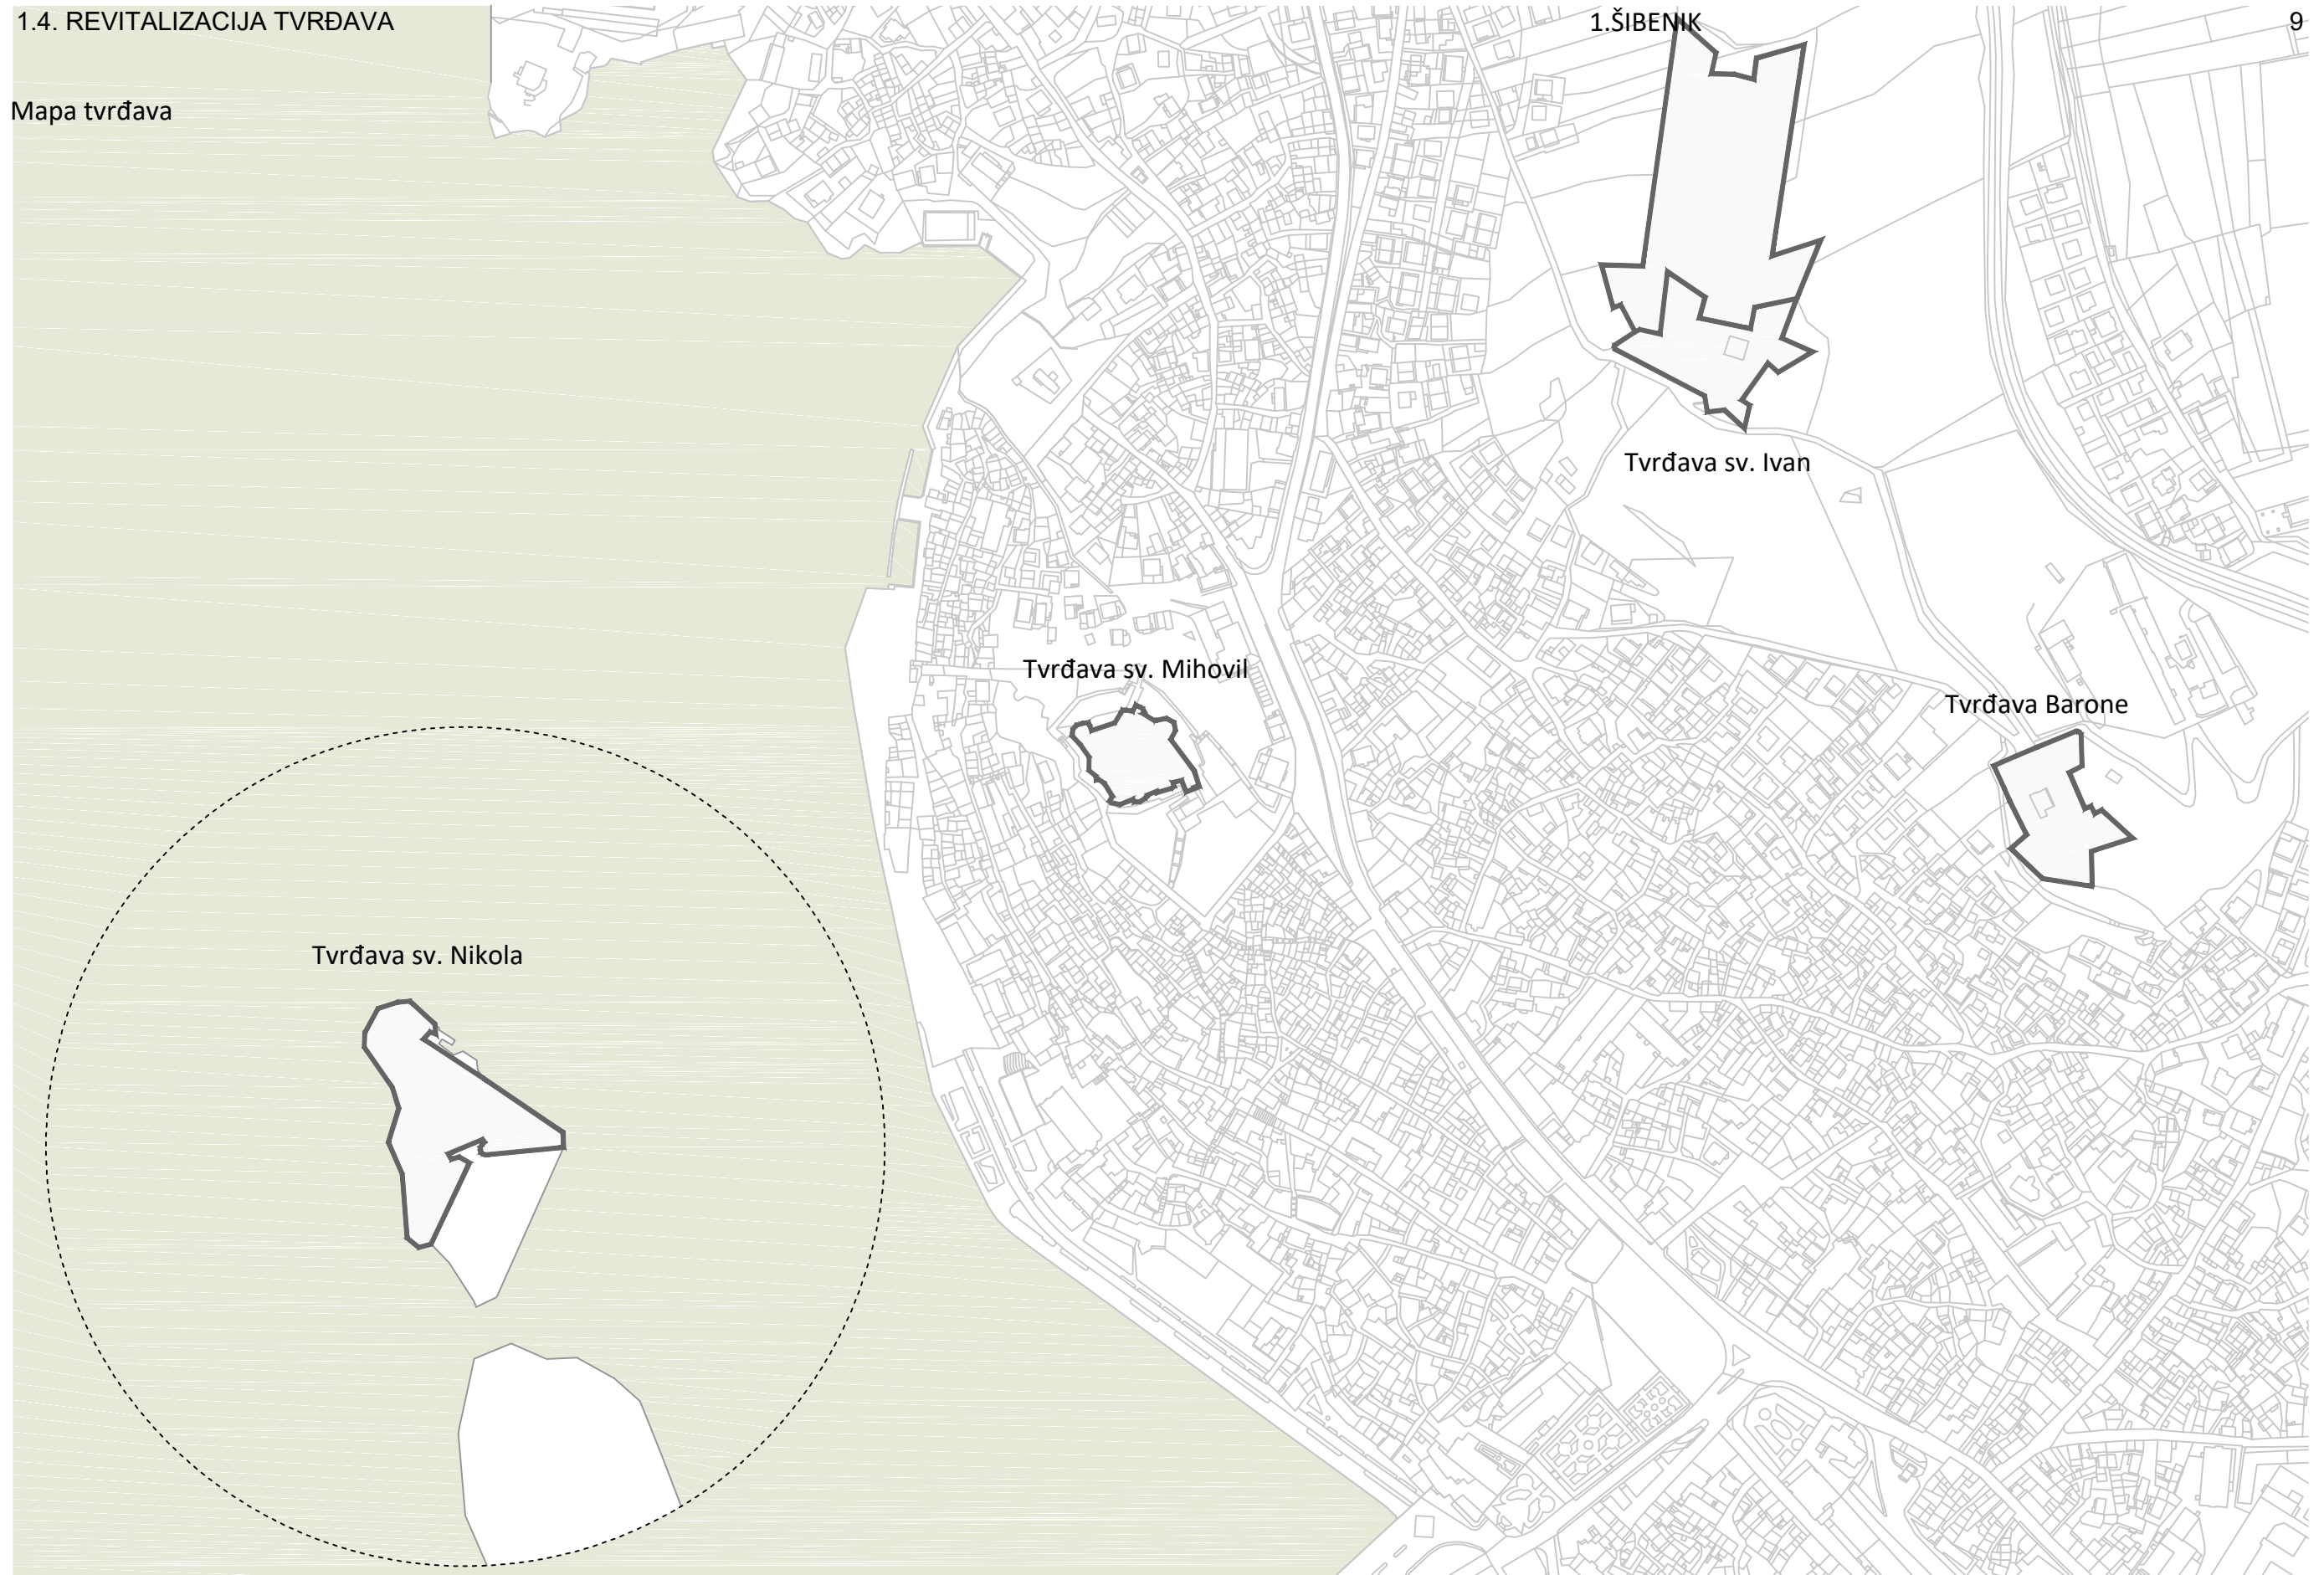 1.4. REVITALIZACIJA TVRĐAVA
1.ŠIBENIK
9
Mapa tvrđava
Tvrđava sv. Ivan
Tvrđava sv. Mihovil
Tvrđava Barone
Tvrđava sv. Nikola